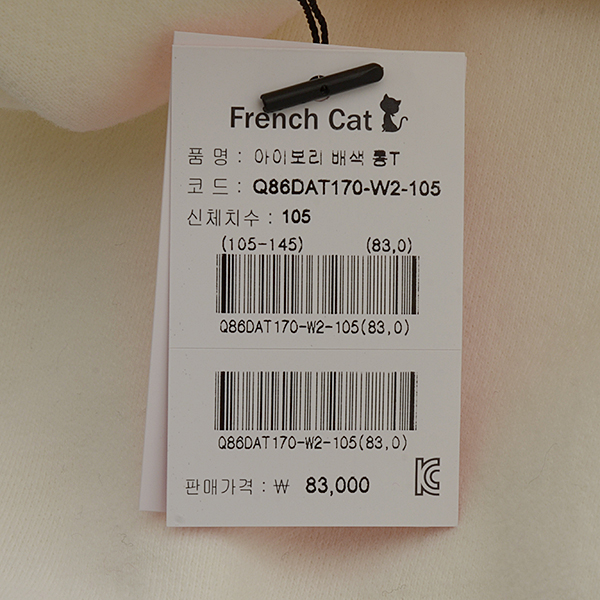 French Cat
품 명 : 아이보리 배색 롱T
코 드 : Q86DAT170-W2-105
신체치수 : 105
(105-145) (83,0)
Q86DAT170-W2-105(83,0)
Q86DAT170-W2-105(83,0)
판매가격 : ₩ 83,000
KC